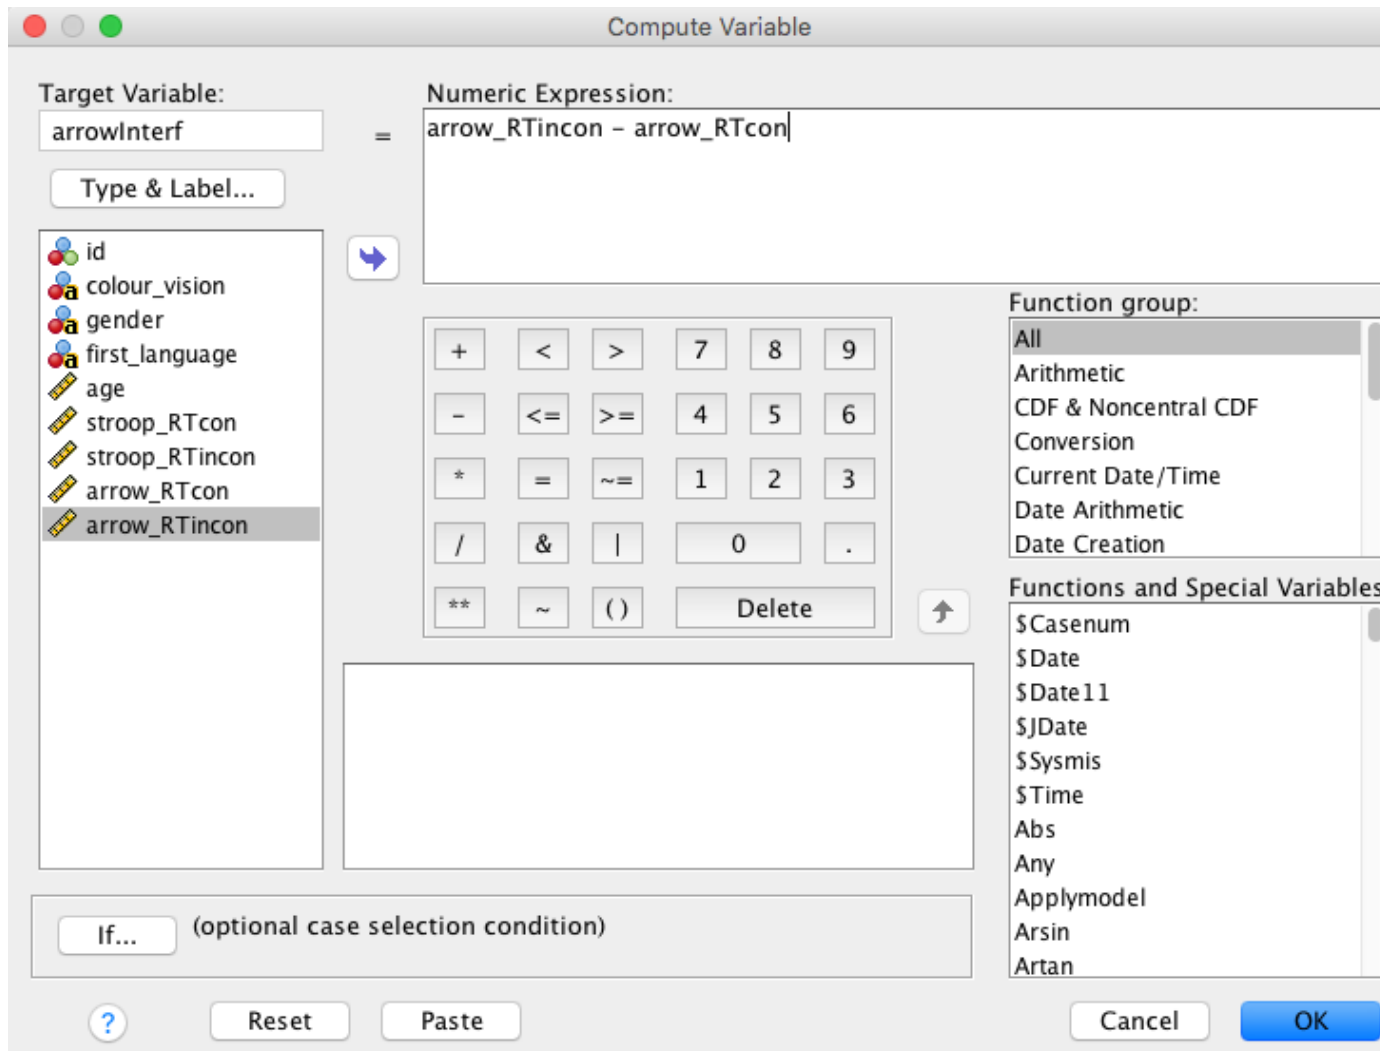 Compute Variable
Target Variable:
arrowInterf
=
Numeric Expression:
arrow_RTincon – arrow_RTcon
Type & Label...
id
colour_vision
gender
first_language
age
stroop_RTcon
stroop_RTincon
arrow_RTcon
arrow_RTincon
+ < > 7 8 9
– <= >= 4 5 6
* = ~= 1 2 3
/ & | 0 .
** ~ () Delete
Function group:
All
Arithmetic
CDF & Noncentral CDF
Conversion
Current Date/Time
Date Arithmetic
Date Creation
Functions and Special Variables
$Casenum
$Date
$Date11
$JDate
$Sysmis
$Time
Abs
Any
Applymodel
Arsin
Artan
If... (optional case selection condition)
? Reset Paste Cancel OK